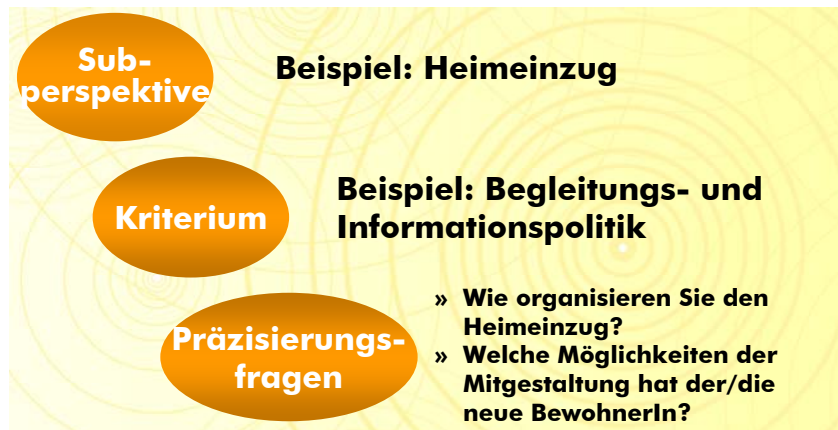 Sub-
perspektive
Beispiel: Heimeinzug
Kriterium
Beispiel: Begleitungs- und
Informationspolitik
Präzisierungs-
fragen
» Wie organisieren Sie den
Heimeinzug?
» Welche Möglichkeiten der
Mitgestaltung hat der/die
neue BewohnerIn?